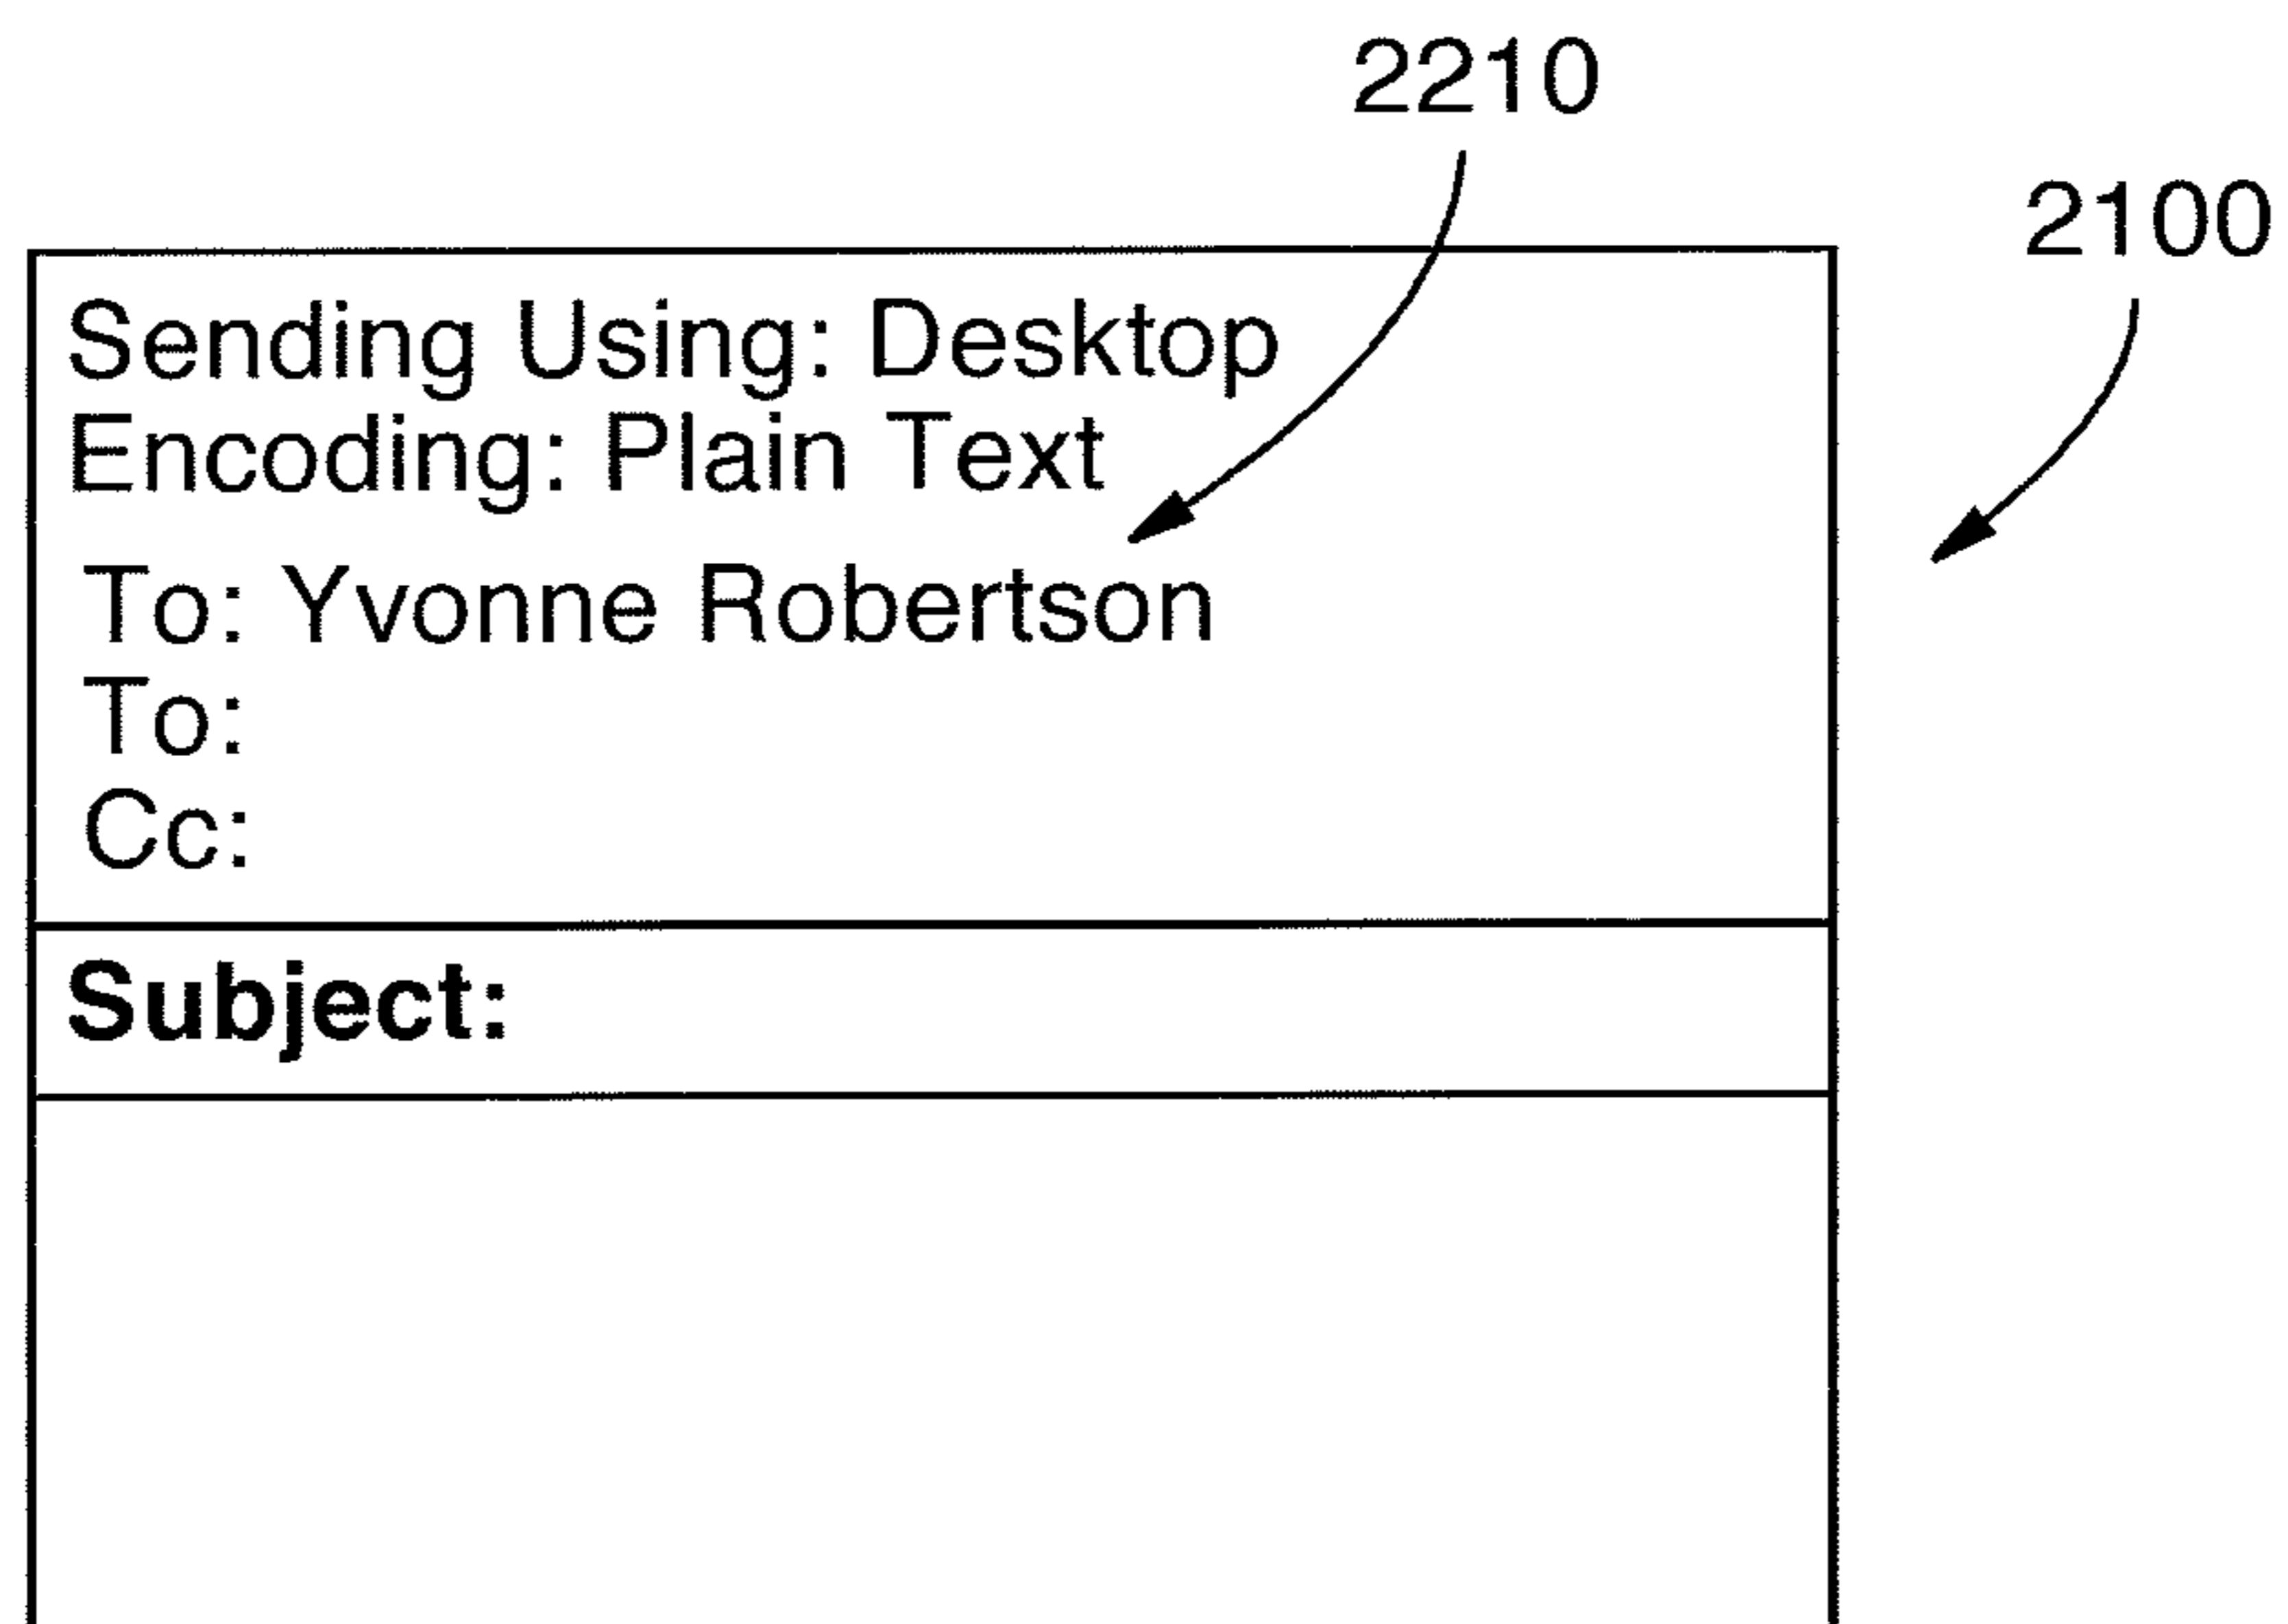 2210
2100
Sending Using: Desktop
Encoding: Plain Text
To: Yvonne Robertson
To:
Cc:
Subject: